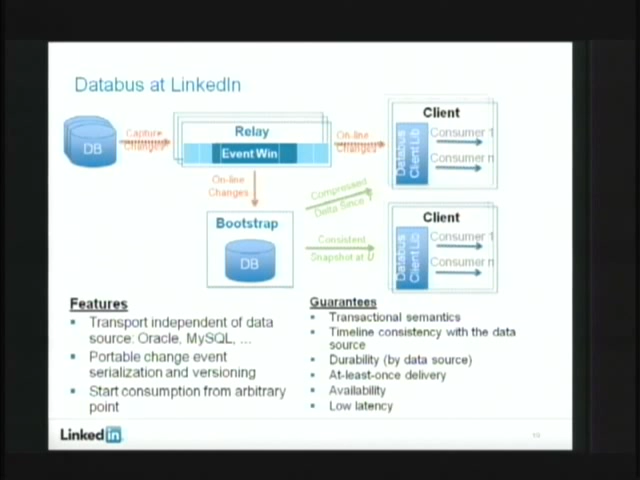 Databus at LinkedIn
DB
Capture
Changes
Relay
Event Win
On-line
Changes
On-line
Changes
Bootstrap
DB
Compressed
Delta Since T
Consistent
Snapshot at U
Client
Databus
Client Lib
Consumer 1
Consumer n
Client
Databus
Client Lib
Consumer 1
Consumer n
Features
Transport independent of data
source: Oracle, MySQL, ...
Portable change event
serialization and versioning
Start consumption from arbitrary
point
Guarantees
Transactional semantics
Timeline consistency with the data
source
Durability (by data source)
At-least-once delivery
Availability
Low latency
Linked in